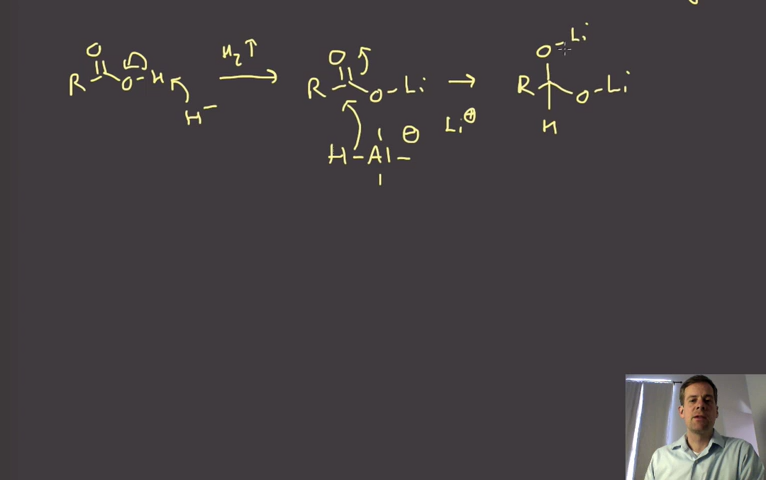 O H₂↑ O O-Li
R O-H R O-Li → R O-Li
H⁻ H-Al- ⊖ Li⊕ H